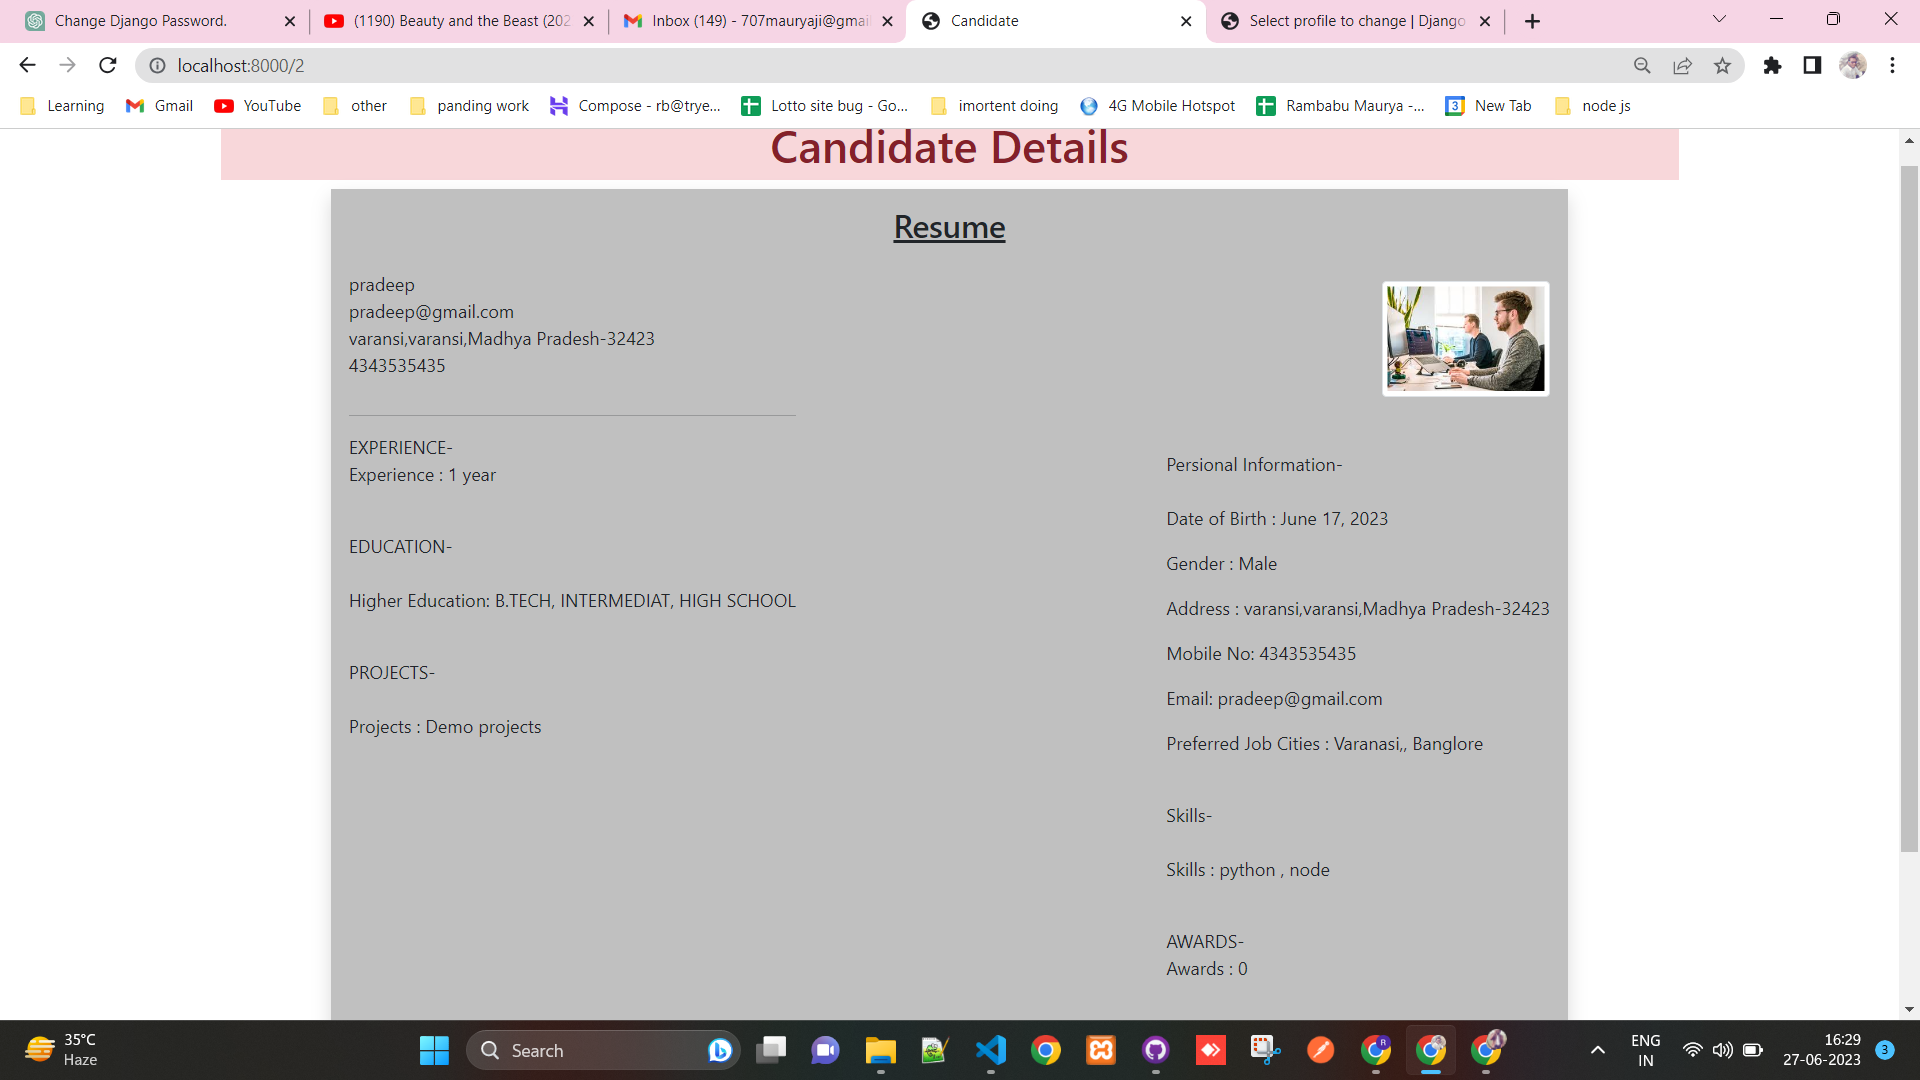 Change Django Password.
(1190) Beauty and the Beast (202
Inbox (149) - 707mauryaji@gmai
Candidate
Select profile to change | Django
localhost:8000/2
Learning
Gmail
YouTube
other
panding work
Compose - rb@trye...
Lotto site bug - Go...
imortent doing
4G Mobile Hotspot
Rambabu Maurya -...
3
New Tab
node js
Candidate Details
Resume
pradeep
pradeep@gmail.com
varansi,varansi,Madhya Pradesh-32423
4343535435
EXPERIENCE-
Experience : 1 year
EDUCATION-
Higher Education: B.TECH, INTERMEDIAT, HIGH SCHOOL
PROJECTS-
Projects : Demo projects
Persional Information-
Date of Birth : June 17, 2023
Gender : Male
Address : varansi,varansi,Madhya Pradesh-32423
Mobile No: 4343535435
Email: pradeep@gmail.com
Preferred Job Cities : Varanasi,, Banglore
Skills-
Skills : python , node
AWARDS-
Awards : 0
35°C
Haze
Search
R
ENG
IN
16:29
27-06-2023
3